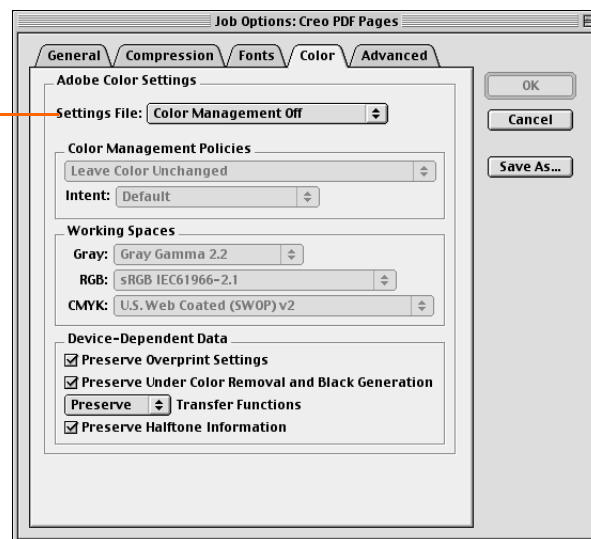 Job Options: Creo PDF Pages
General Compression Fonts Color Advanced
Adobe Color Settings
Settings File: Color Management Off
Color Management Policies
Leave Color Unchanged
Intent: Default
Working Spaces
Gray: Gray Gamma 2.2
RGB: sRGB IEC61966-2.1
CMYK: U.S. Web Coated (SWOP) v2
Device-Dependent Data
Preserve Overprint Settings
Preserve Under Color Removal and Black Generation
Preserve Transfer Functions
Preserve Halftone Information
OK
Cancel
Save As...